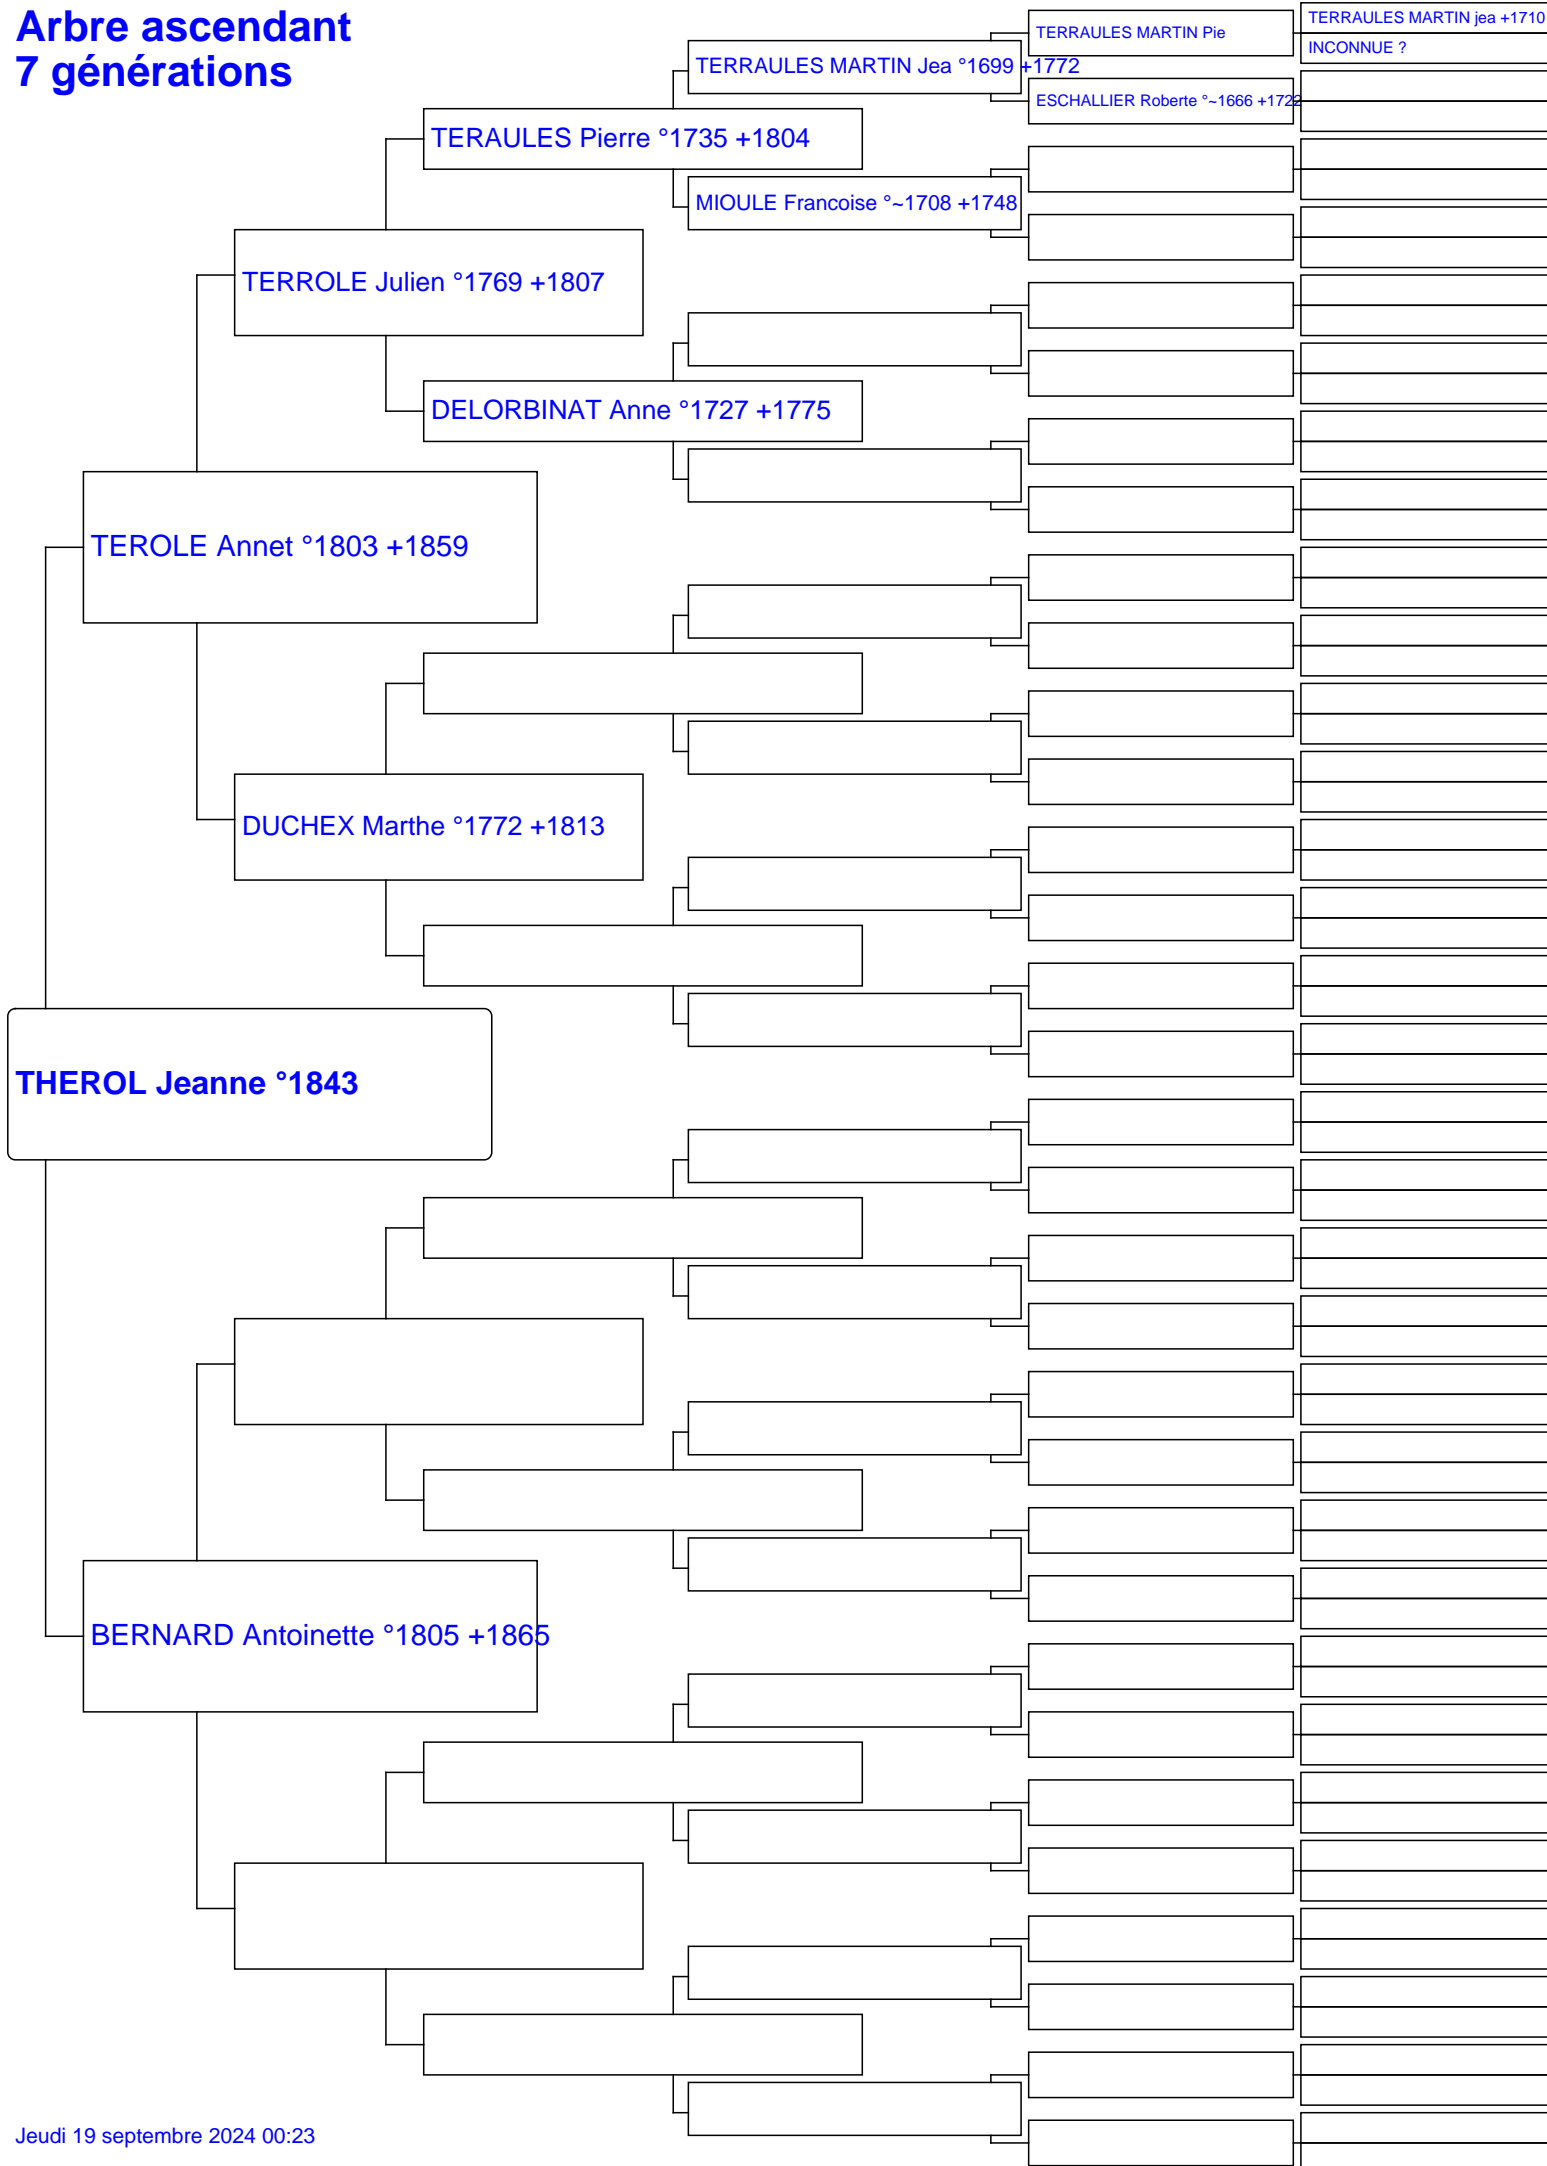 Arbre ascendant
7 générations
TERRAULES MARTIN jea +1710
INCONNUE ?
TERRAULES MARTIN Pie
ESCHALLIER Roberte °~1666 +1722
TERRAULES MARTIN Jea °1699 +1772
MIOULE Francoise °~1708 +1748
TERAULES Pierre °1735 +1804
DELORBINAT Anne °1727 +1775
TERROLE Julien °1769 +1807
DUCHEX Marthe °1772 +1813
TEROLE Annet °1803 +1859
THEROL Jeanne °1843
BERNARD Antoinette °1805 +1865
Jeudi 19 septembre 2024 00:23